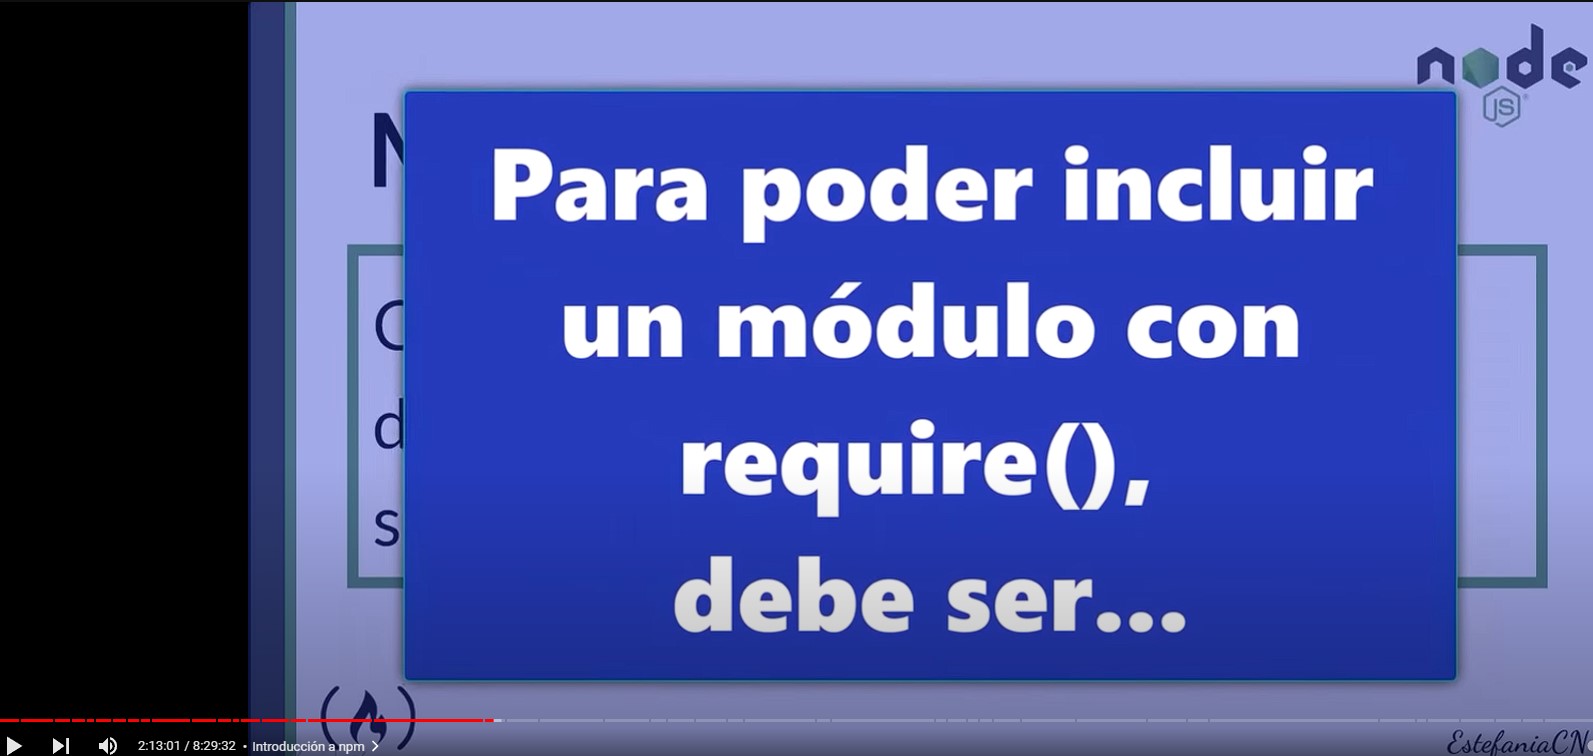 node
JS
Para poder incluir
un módulo con
require(),
debe ser...
2:13:01 / 8:29:32 • Introducción a npm
EstefaniaCN